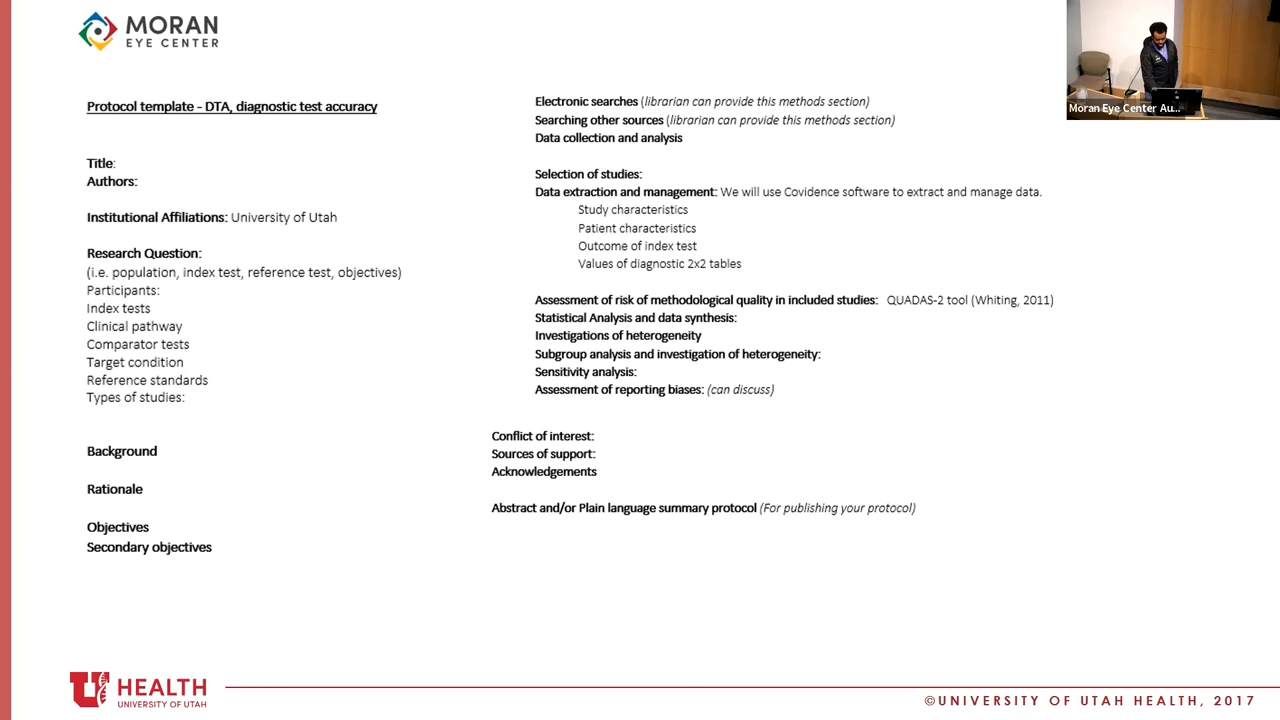 MORAN
EYE CENTER
Protocol template - DTA, diagnostic test accuracy
Title:
Authors:
Institutional Affiliations: University of Utah
Research Question:
(i.e. population, index test, reference test, objectives)
Participants:
Index tests
Clinical pathway
Comparator tests
Target condition
Reference standards
Types of studies:
Background
Rationale
Objectives
Secondary objectives
Electronic searches (librarian can provide this methods section)
Searching other sources (librarian can provide this methods section)
Data collection and analysis
Selection of studies:
Data extraction and management: We will use Covidence software to extract and manage data.
Study characteristics
Patient characteristics
Outcome of index test
Values of diagnostic 2x2 tables
Assessment of risk of methodological quality in included studies: QUADAS-2 tool (Whiting, 2011)
Statistical Analysis and data synthesis:
Investigations of heterogeneity
Subgroup analysis and investigation of heterogeneity:
Sensitivity analysis:
Assessment of reporting biases: (can discuss)
Conflict of interest:
Sources of support:
Acknowledgements
Abstract and/or Plain language summary protocol (For publishing your protocol)
Moran Eye Center Au...
U HEALTH
UNIVERSITY OF UTAH
©UNIVERSITY OF UTAH HEALTH, 2017